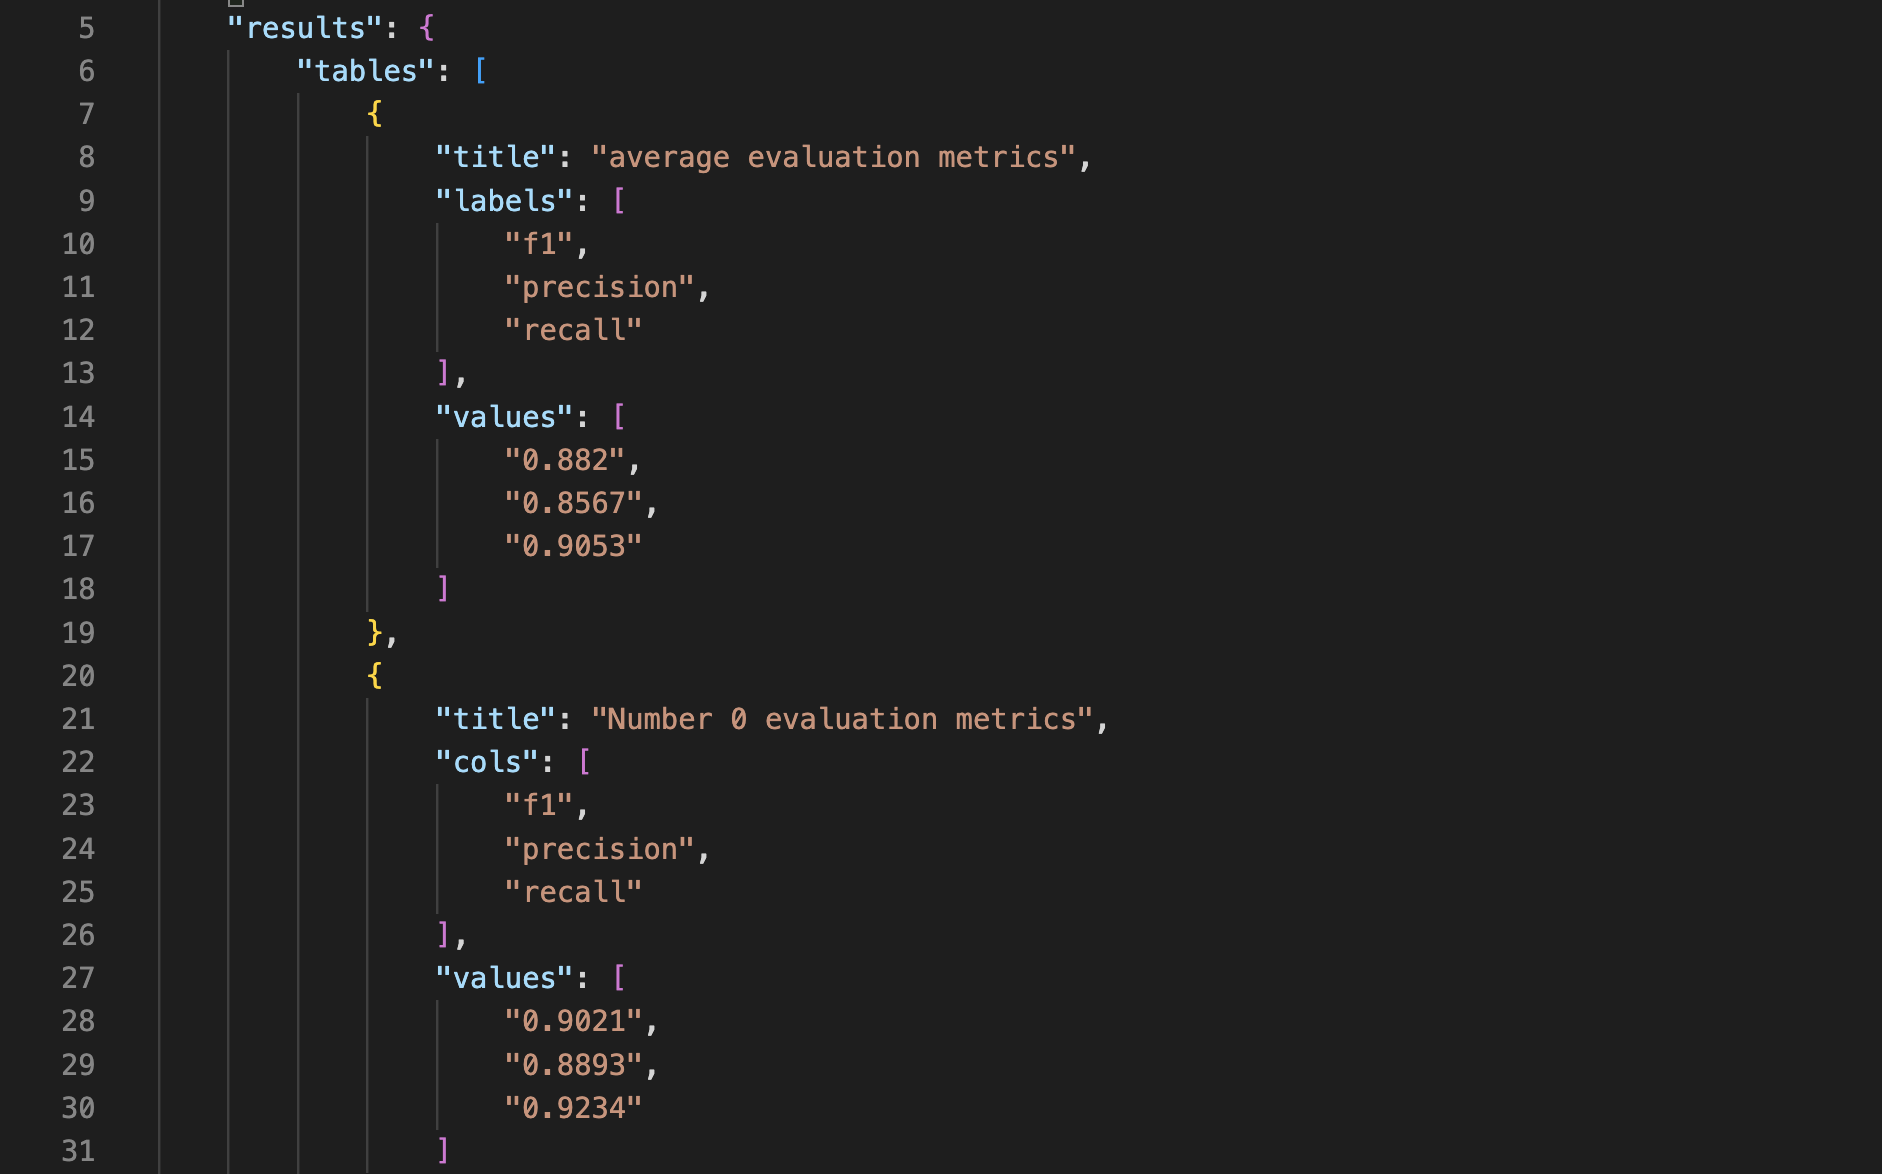 5 "results": {
6 "tables": [
7 {
8 "title": "average evaluation metrics",
9 "labels": [
10 "f1",
11 "precision",
12 "recall"
13 ],
14 "values": [
15 "0.882",
16 "0.8567",
17 "0.9053"
18 ]
19 },
20 {
21 "title": "Number 0 evaluation metrics",
22 "cols": [
23 "f1",
24 "precision",
25 "recall"
26 ],
27 "values": [
28 "0.9021",
29 "0.8893",
30 "0.9234"
31 ]